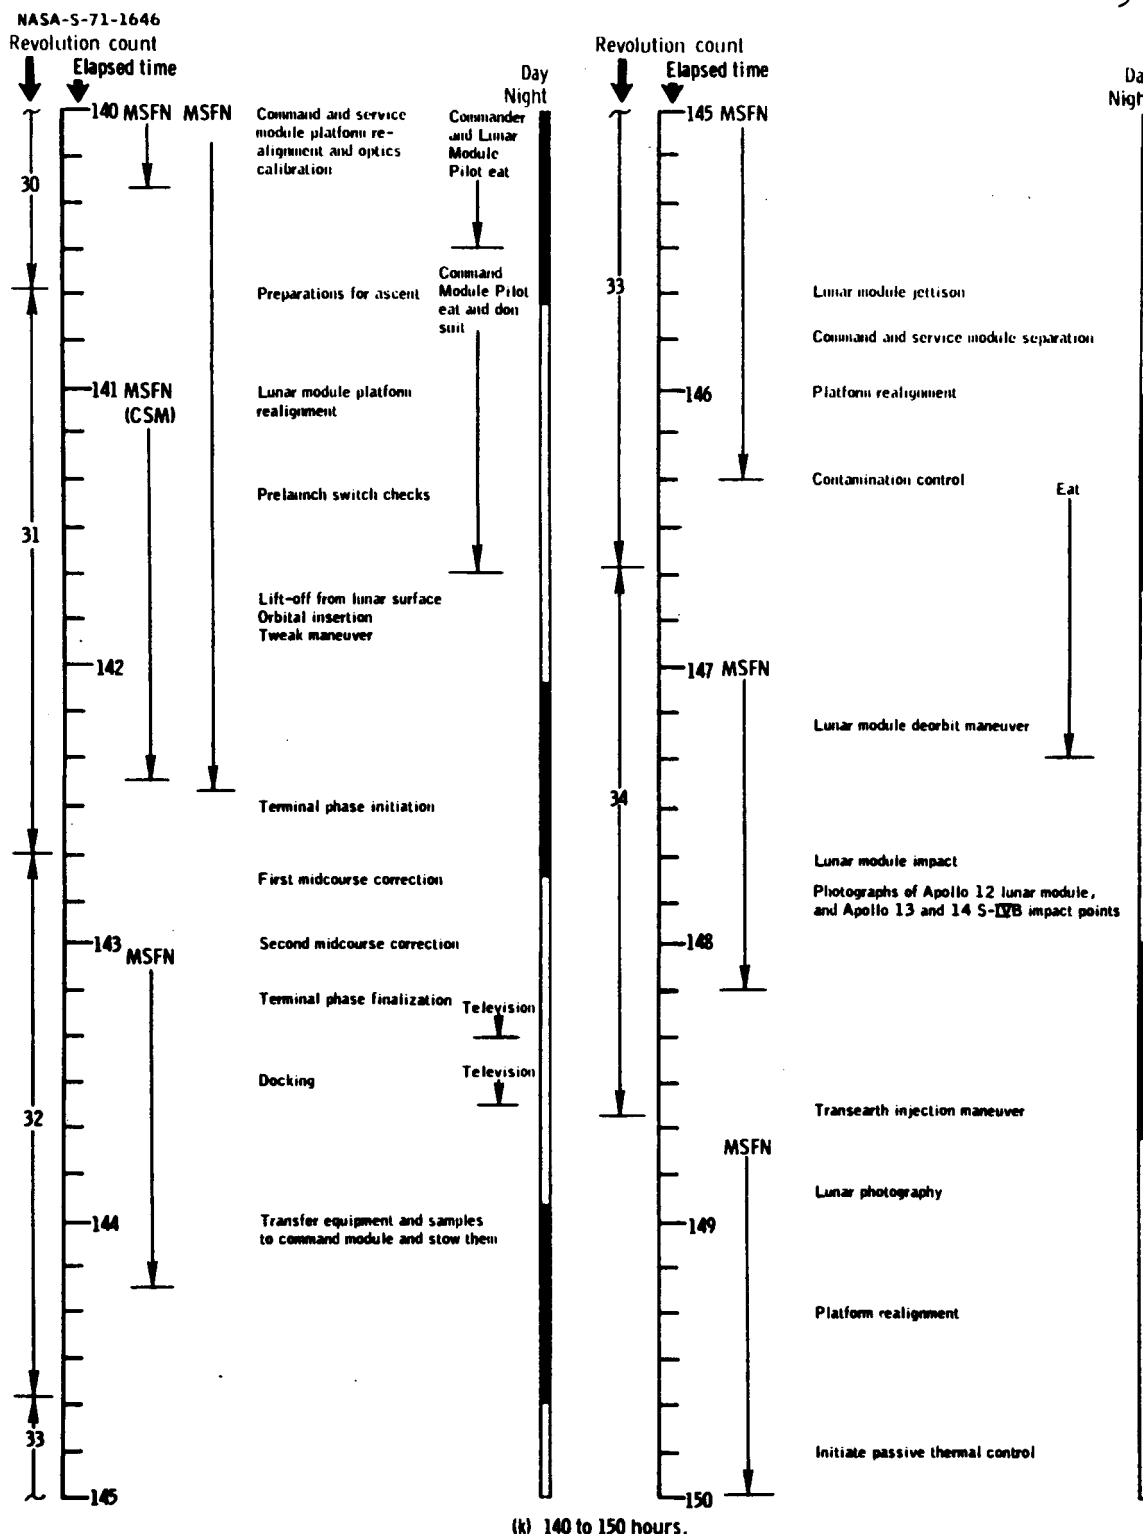 NASA-S-71-1646
Revolution count
Elapsed time
Day
Night
140 MSFN MSFN
Command and service
module platform re-
alignment and optics
calibration
Commander
and Lunar
Module
Pilot eat
30
Preparations for ascent
Command
Module Pilot
eat and don
suit
141 MSFN
(CSM)
Lunar module platform
realignment
Prelaunch switch checks
31
Lift-off from lunar surface
Orbital insertion
Tweak maneuver
142
Terminal phase initiation
First midcourse correction
143 MSFN
Second midcourse correction
Terminal phase finalization
Television
Docking
Television
32
144
Transfer equipment and samples
to command module and stow them
33
145
Revolution count
Elapsed time
Da
Nigh
145 MSFN
33
Lunar module jettison
Command and service module separation
146
Platform realignment
Contamination control
Eat
147 MSFN
Lunar module deorbit maneuver
34
Lunar module impact
Photographs of Apollo 12 lunar module,
and Apollo 13 and 14 S-IVB impact points
148
Transearth injection maneuver
MSFN
Lunar photography
149
Platform realignment
Initiate passive thermal control
150
(k) 140 to 150 hours.